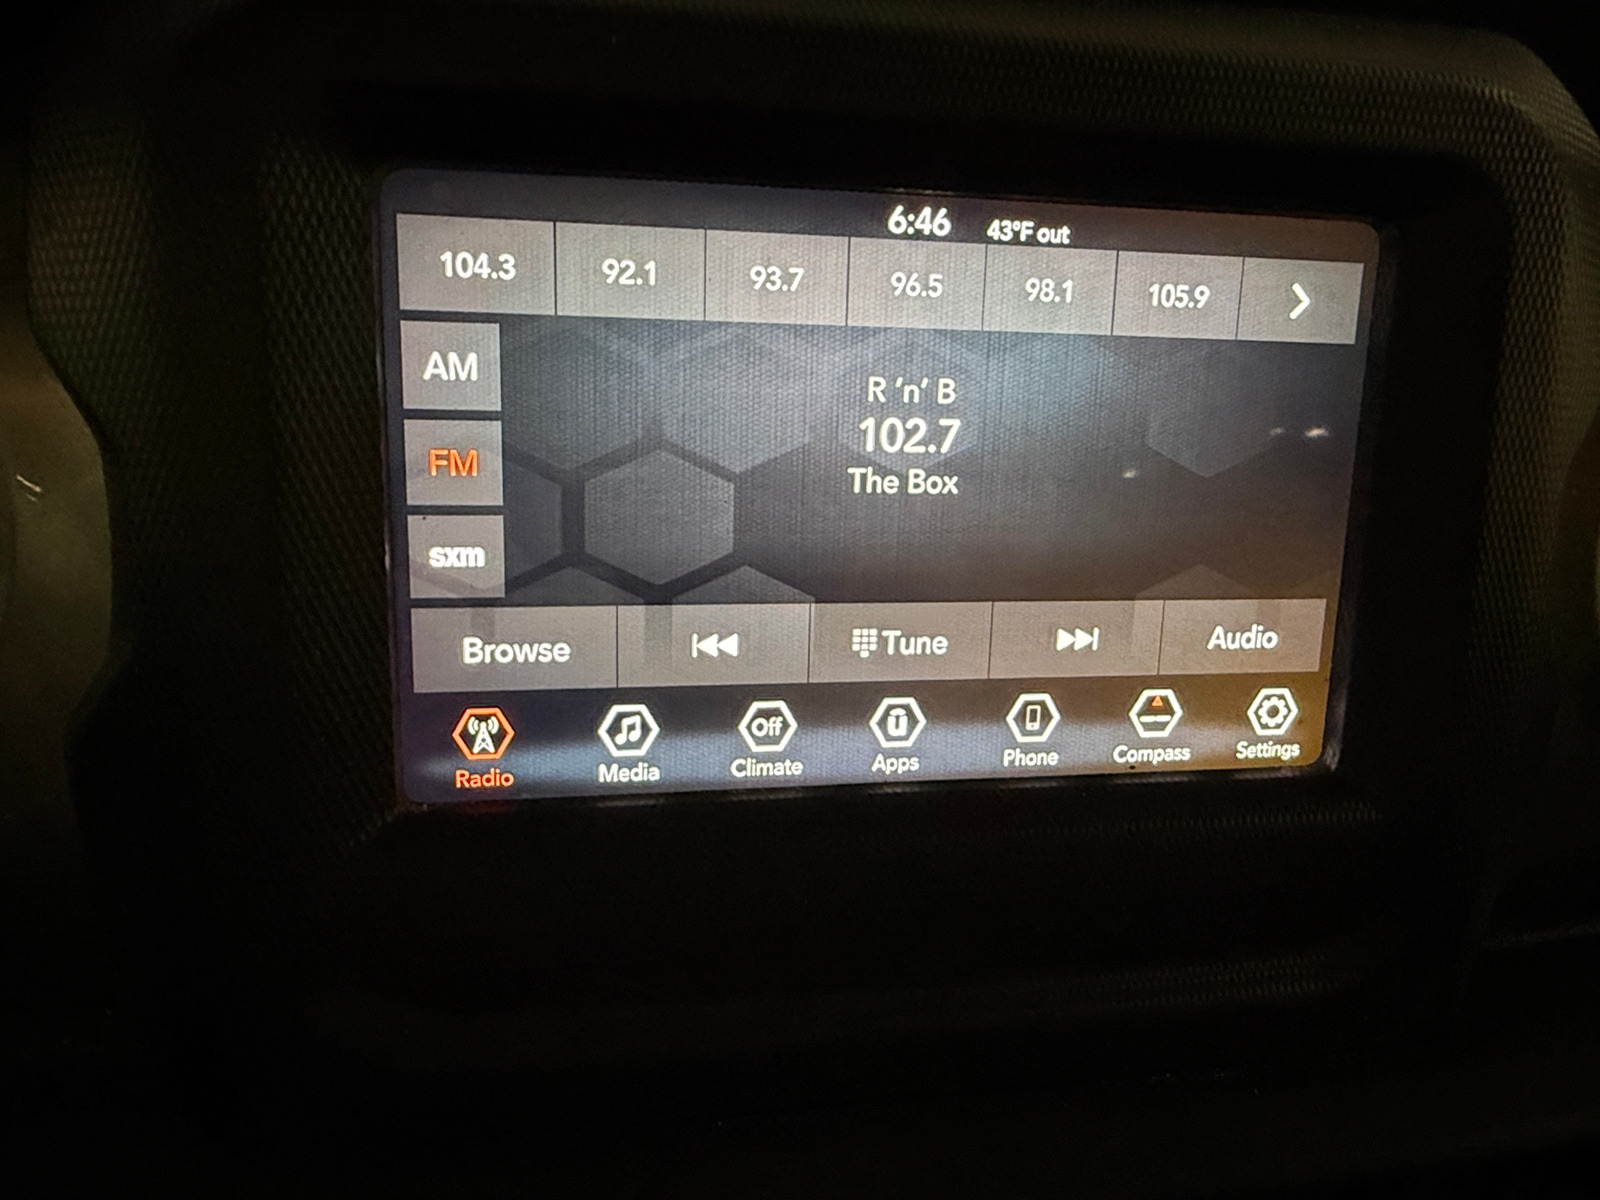 6:46 43°F out
104.3 92.1 93.7 96.5 98.1 105.9
AM
R 'n' B
102.7
FM
The Box
sxm
Browse Tune Audio
Off
Radio Media Climate Apps Phone Compass Settings